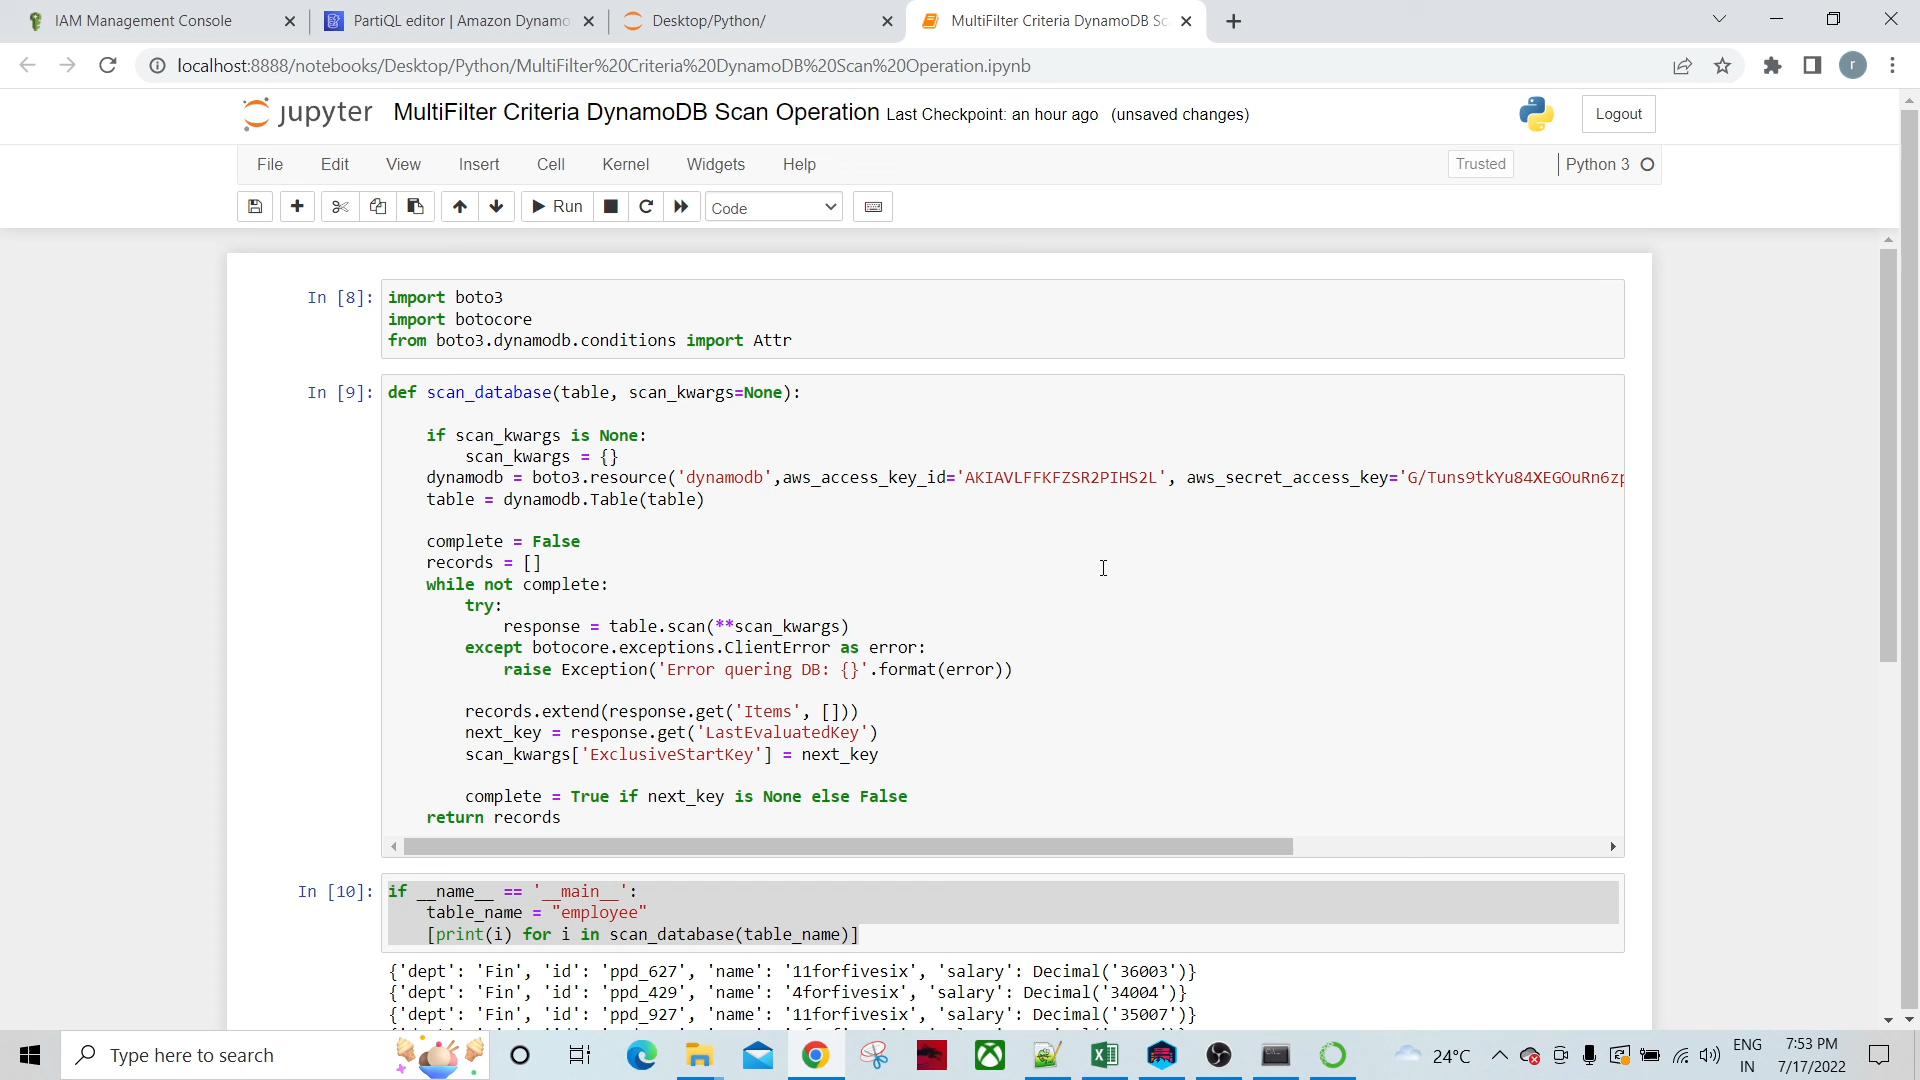 IAM Management Console
PartiQL editor | Amazon Dynamo
Desktop/Python/
MultiFilter Criteria DynamoDB Sc
localhost:8888/notebooks/Desktop/Python/MultiFilter%20Criteria%20DynamoDB%20Scan%20Operation.ipynb
r
jupyter MultiFilter Criteria DynamoDB Scan Operation Last Checkpoint: an hour ago (unsaved changes)
Logout
File Edit View Insert Cell Kernel Widgets Help
Trusted
Python 3
Run
Code
In [8]: import boto3
import botocore
from boto3.dynamodb.conditions import Attr
In [9]: def scan_database(table, scan_kwargs=None):
if scan_kwargs is None:
scan_kwargs = {}
dynamodb = boto3.resource('dynamodb',aws_access_key_id='AKIAVLFFKFZSR2PIHS2L', aws_secret_access_key='G/Tuns9tkYu84XEGOuRn6zp
table = dynamodb.Table(table)
complete = False
records = []
while not complete:
try:
response = table.scan(**scan_kwargs)
except botocore.exceptions.ClientError as error:
raise Exception('Error quering DB: {}'.format(error))
records.extend(response.get('Items', []))
next_key = response.get('LastEvaluatedKey')
scan_kwargs['ExclusiveStartKey'] = next_key
complete = True if next_key is None else False
return records
In [10]: if __name__ == '__main__':
table_name = "employee"
[print(i) for i in scan_database(table_name)]
{'dept': 'Fin', 'id': 'ppd_627', 'name': '11forfivesix', 'salary': Decimal('36003')}
{'dept': 'Fin', 'id': 'ppd_429', 'name': '4forfivesix', 'salary': Decimal('34004')}
{'dept': 'Fin', 'id': 'ppd_927', 'name': '11forfivesix', 'salary': Decimal('35007')}
Type here to search
24°C
ENG
IN
7:53 PM
7/17/2022